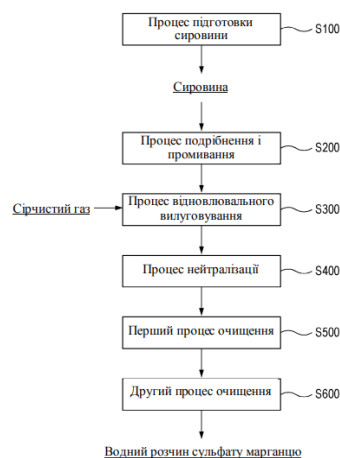 Процес підготовки
сировини
S100
Сировина
Процес подрібнення і
промивання
S200
Сірчистий газ
Процес відновлювального
вилуговування
S300
Процес нейтралізації
S400
Перший процес очищення
S500
Другий процес очищення
S600
Водний розчин сульфату марганцю